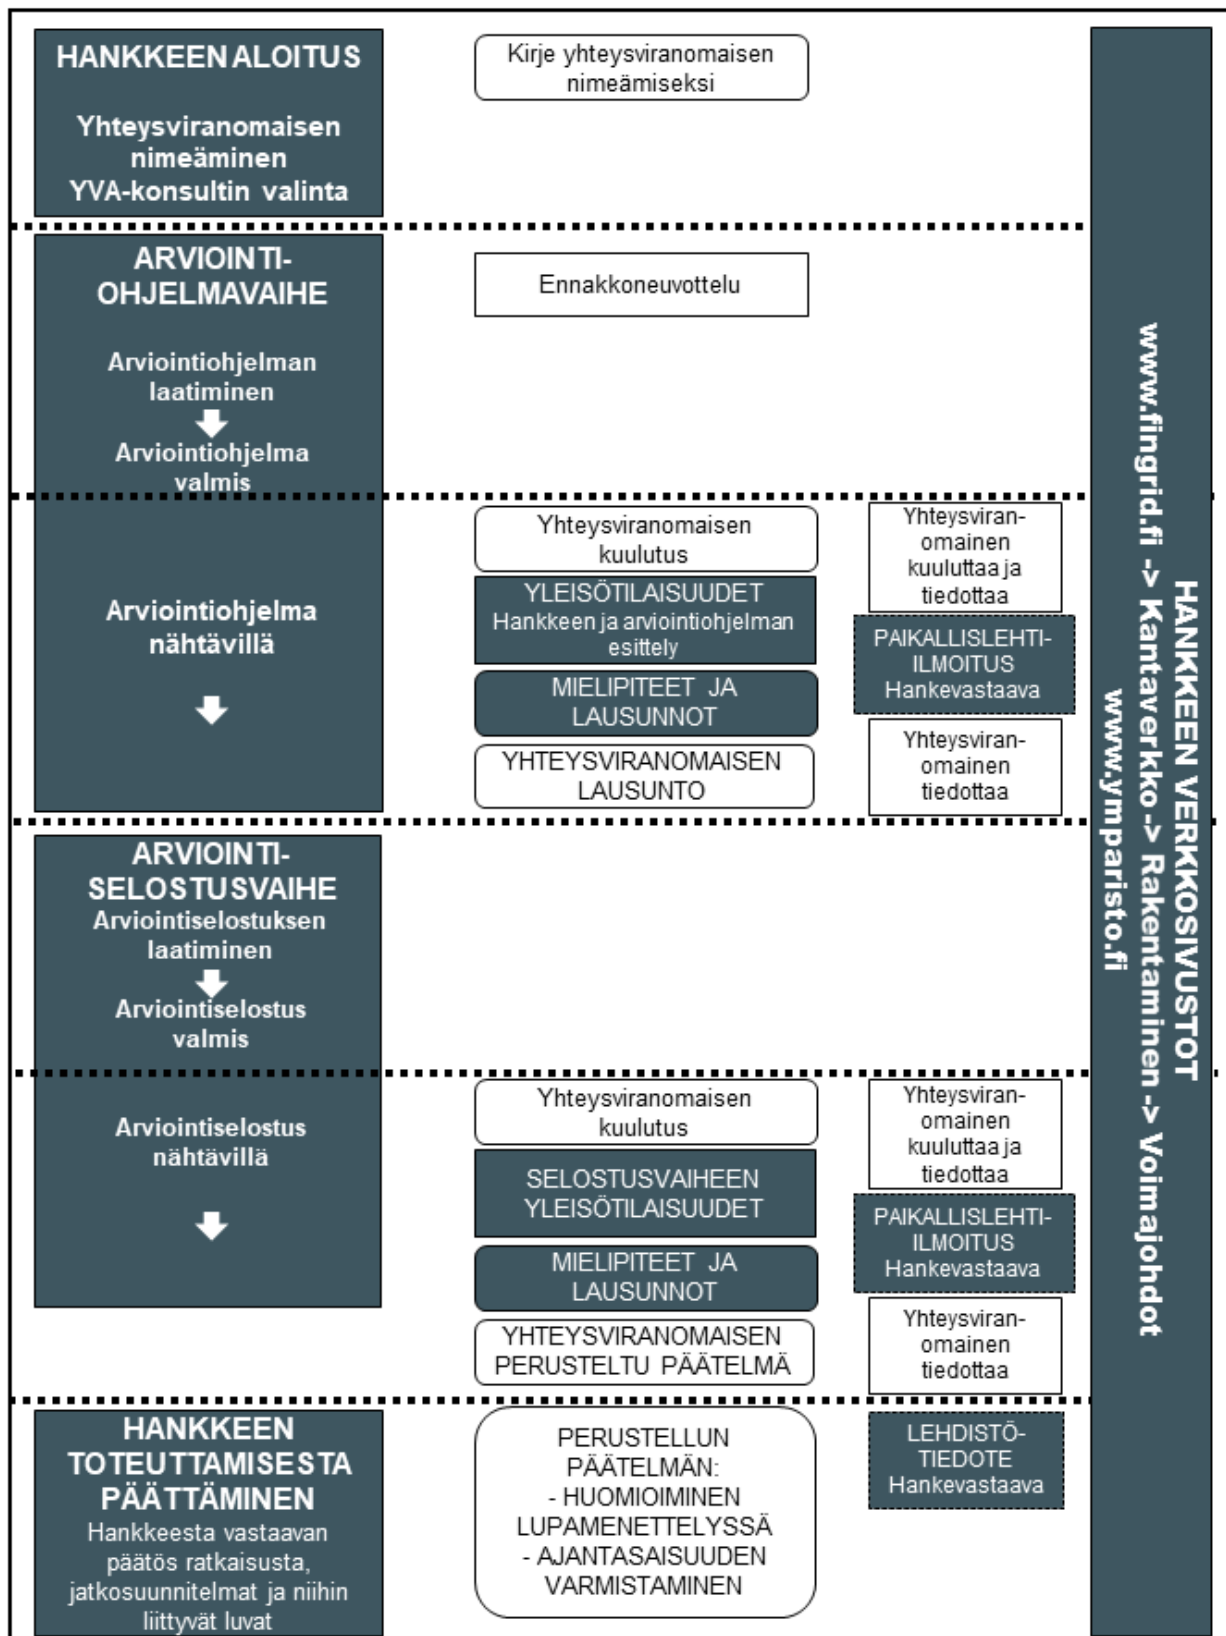 HANKKEEN ALOITUS
Yhteysviranomaisen
nimeäminen
YVA-konsultin valinta
Kirje yhteysviranomaisen
nimeämiseksi
ARVIOINTI-
OHJELMAVAIHE
Arviointiohjelman
laatiminen
Arviointiohjelma
valmis
Ennakkoneuvottelu
Arviointiohjelma
nähtävillä
Yhteysviranomaisen
kuulutus
YLEISÖTILAISUUDET
Hankkeen ja arviointiohjelman
esittely
MIELIPITEET JA
LAUSUNNOT
YHTEYSVIRANOMAISEN
LAUSUNTO
Yhteysviran-
omainen
kuuluttaa ja
tiedottaa
PAIKALLISLEHTI-
ILMOITUS
Hankevastaava
Yhteysviran-
omainen
tiedottaa
ARVIOINTI-
SELOSTUSVAIHE
Arviointiselostuksen
laatiminen
Arviointiselostus
valmis
Arviointiselostus
nähtävillä
Yhteysviranomaisen
kuulutus
SELOSTUSVAIHEEN
YLEISÖTILAISUUDET
MIELIPITEET JA
LAUSUNNOT
YHTEYSVIRANOMAISEN
PERUSTELTU PÄÄTELMÄ
Yhteysviran-
omainen
kuuluttaa ja
tiedottaa
PAIKALLISLEHTI-
ILMOITUS
Hankevastaava
Yhteysviran-
omainen
tiedottaa
HANKKEEN
TOTEUTTAMISESTA
PÄÄTTÄMINEN
Hankkeesta vastaavan
päätös ratkaisusta,
jatkosuunnitelmat ja niihin
liittyvät luvat
PERUSTELLUN
PÄÄTELMÄN:
- HUOMIOIMINEN
LUPAMENETTELYSSÄ
- AJANTASAISUUDEN
VARMISTAMINEN
LEHDISTÖ-
TIEDOTE
Hankevastaava
HANKKEEN VERKKOSIVUSTOT
www.fingrid.fi -> Kantaverkko -> Rakentaminen -> Voimajohdot
www.ymparisto.fi